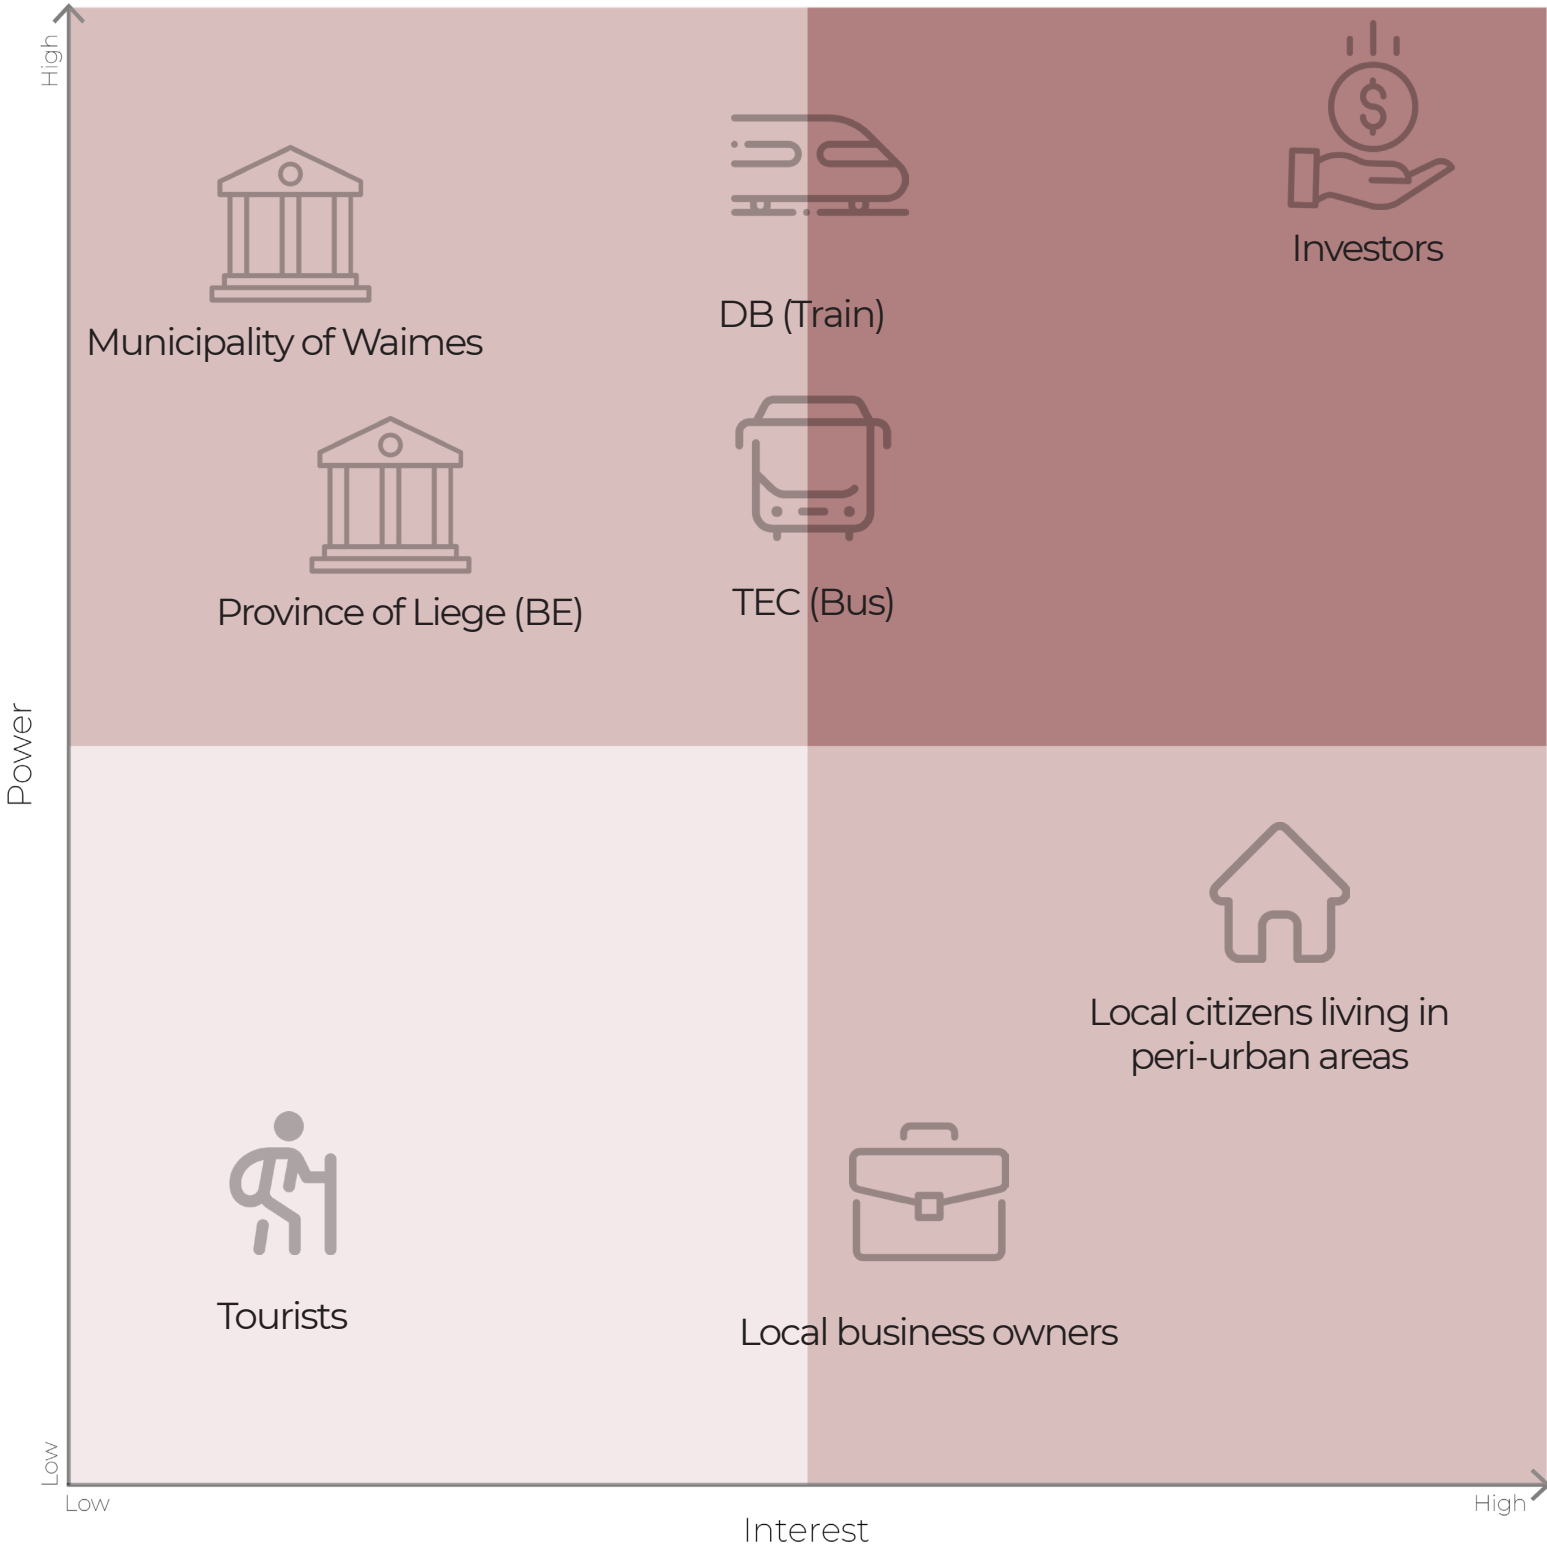 High
Investors
DB (Train)
Municipality of Waimes
TEC (Bus)
Province of Liege (BE)
Power
Local citizens living in
peri-urban areas
Tourists
Local business owners
Low
Low
High
Interest